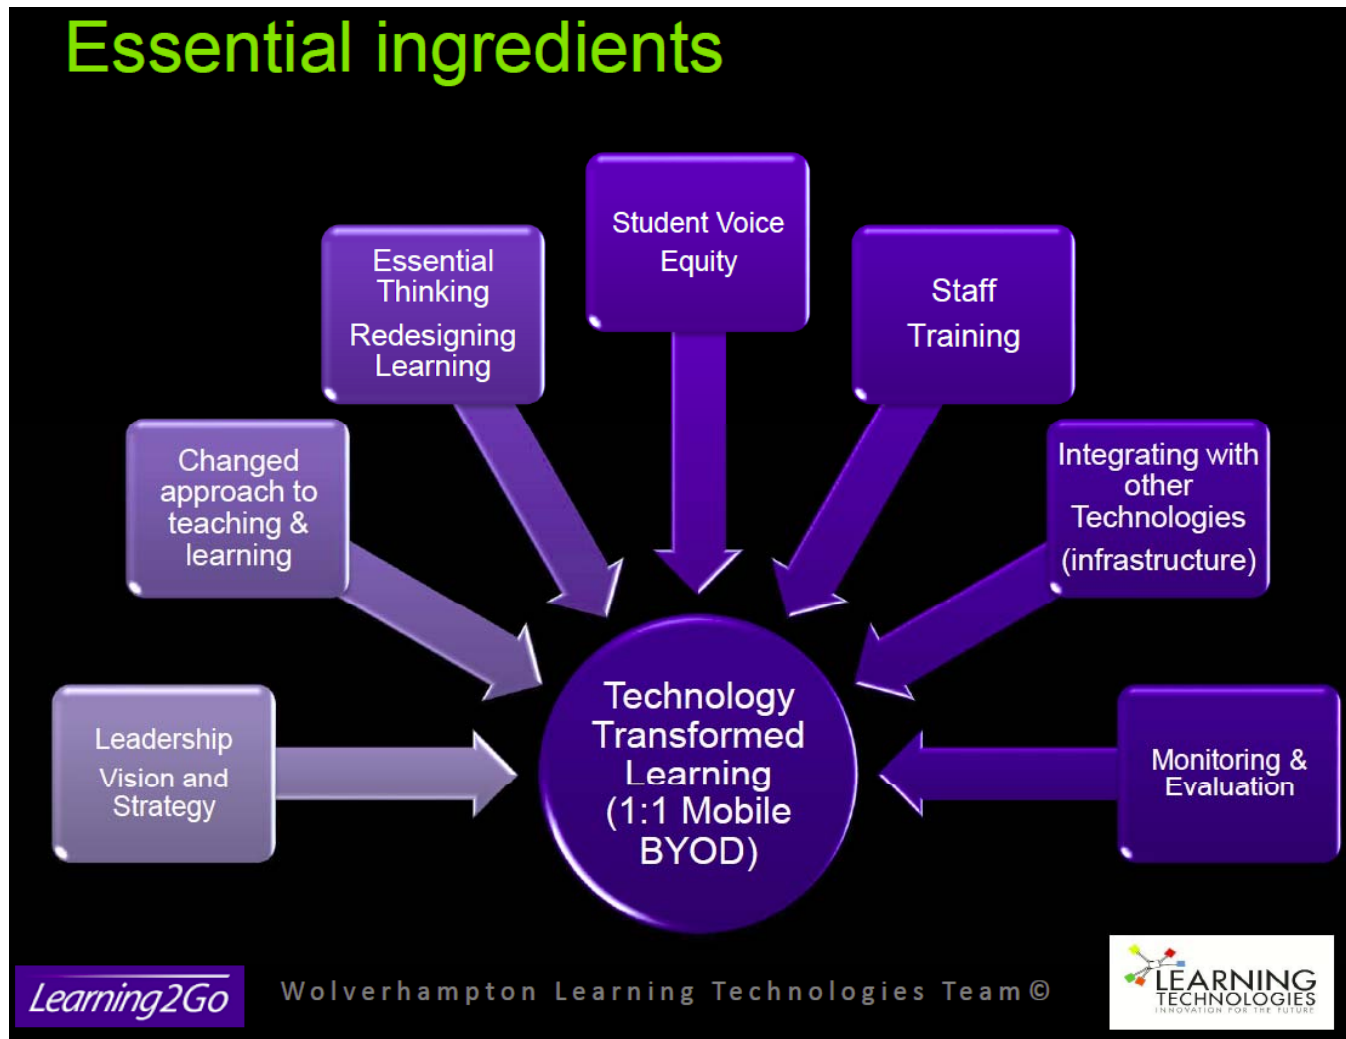 Essential ingredients
Student Voice
Equity
Essential
Thinking
Redesigning
Learning
Staff
Training
Changed
approach to
teaching &
learning
Integrating with
other
Technologies
(infrastructure)
Leadership
Vision and
Strategy
Technology
Transformed
Learning
(1:1 Mobile
BYOD)
Monitoring &
Evaluation
Learning2Go
Wolverhampton Learning Technologies Team©
LEARNING
TECHNOLOGIES
INNOVATION FOR THE FUTURE